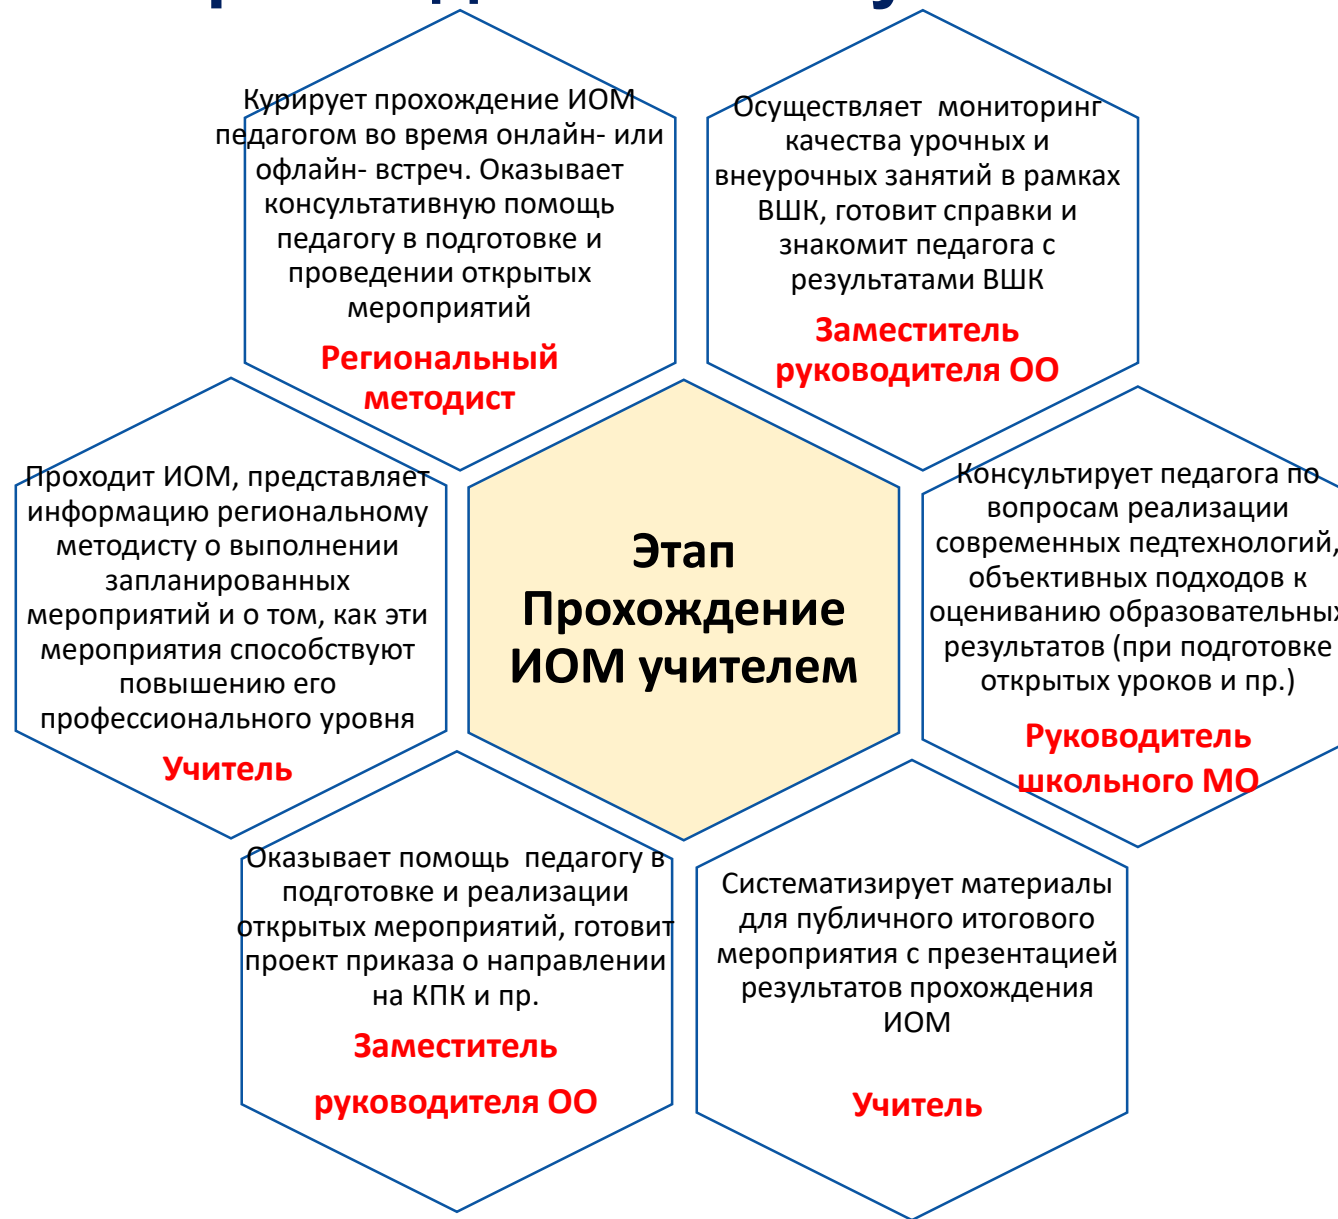 Курирует прохождение ИОМ
педагогом во время онлайн- или
офлайн- встреч. Оказывает
консультативную помощь
педагогу в подготовке и
проведении открытых
мероприятий
Региональный
методист
Осуществляет  мониторинг
качества урочных и
внеурочных занятий в рамках
ВШК, готовит справки и
знакомит педагога с
результатами ВШК
Заместитель
руководителя ОО
Проходит ИОМ, представляет
информацию региональному
методисту о выполнении
запланированных
мероприятий и о том, как эти
мероприятия способствуют
повышению его
профессионального уровня
Учитель
Этап
Прохождение
ИОМ учителем
Консультирует педагога по
вопросам реализации
современных педтехнологий,
объективных подходов к
оцениванию образовательных
результатов (при подготовке
открытых уроков и пр.)
Руководитель
школьного МО
Оказывает помощь  педагогу в
подготовке и реализации
открытых мероприятий, готовит
проект приказа о направлении
на КПК и пр.
Заместитель
руководителя ОО
Систематизирует материалы
для публичного итогового
мероприятия с презентацией
результатов прохождения
ИОМ
Учитель